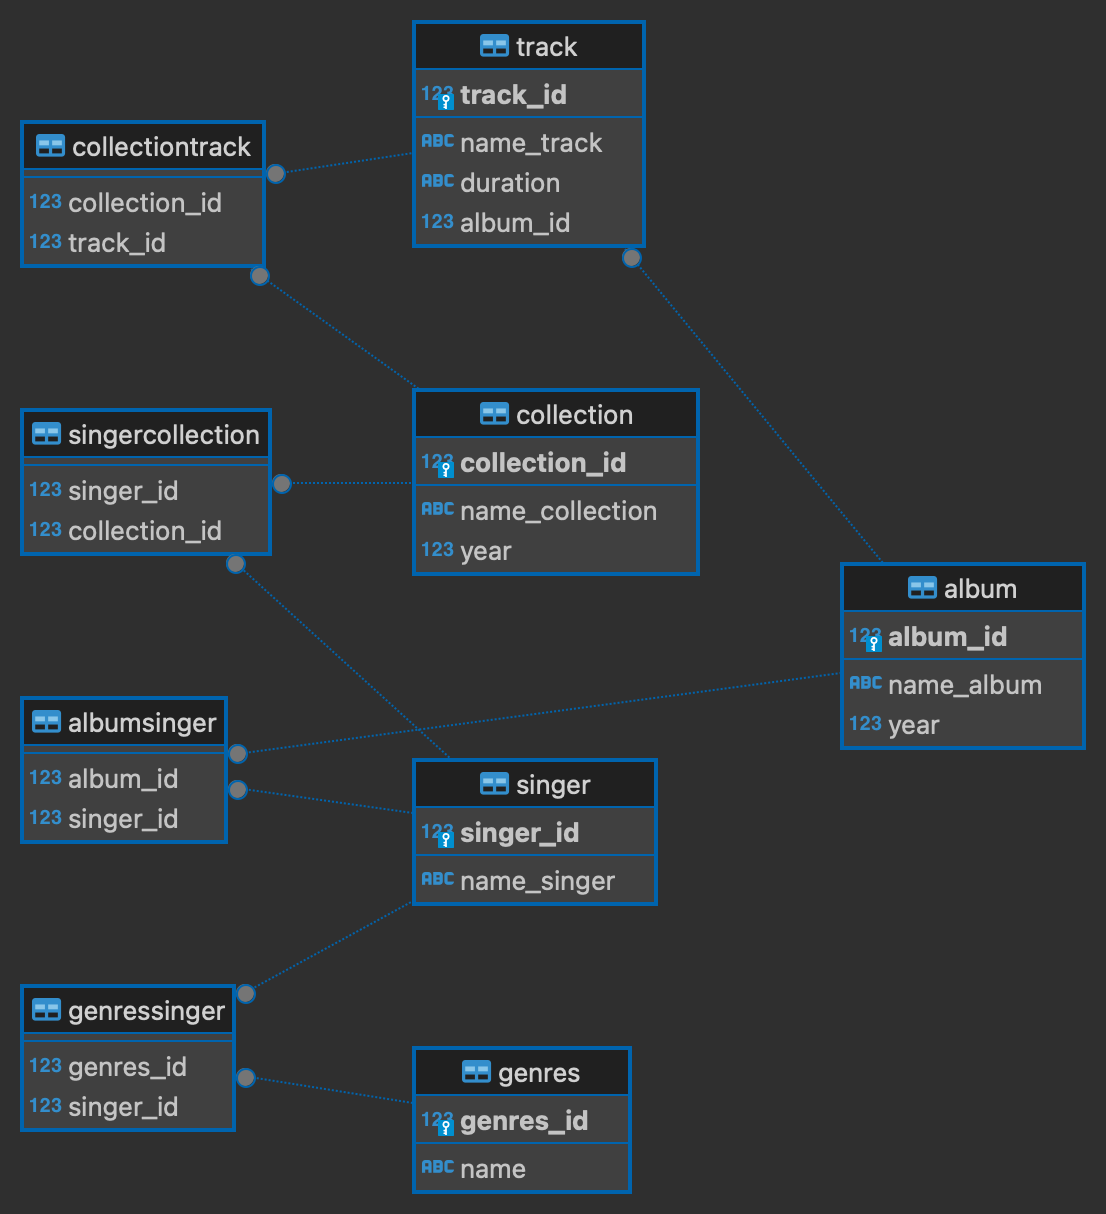 track
123 track_id
ABC name_track
ABC duration
123 album_id
collectiontrack
123 collection_id
123 track_id
collection
123 collection_id
ABC name_collection
123 year
singercollection
123 singer_id
123 collection_id
album
123 album_id
ABC name_album
123 year
albumsinger
123 album_id
123 singer_id
singer
123 singer_id
ABC name_singer
genressinger
123 genres_id
123 singer_id
genres
123 genres_id
ABC name